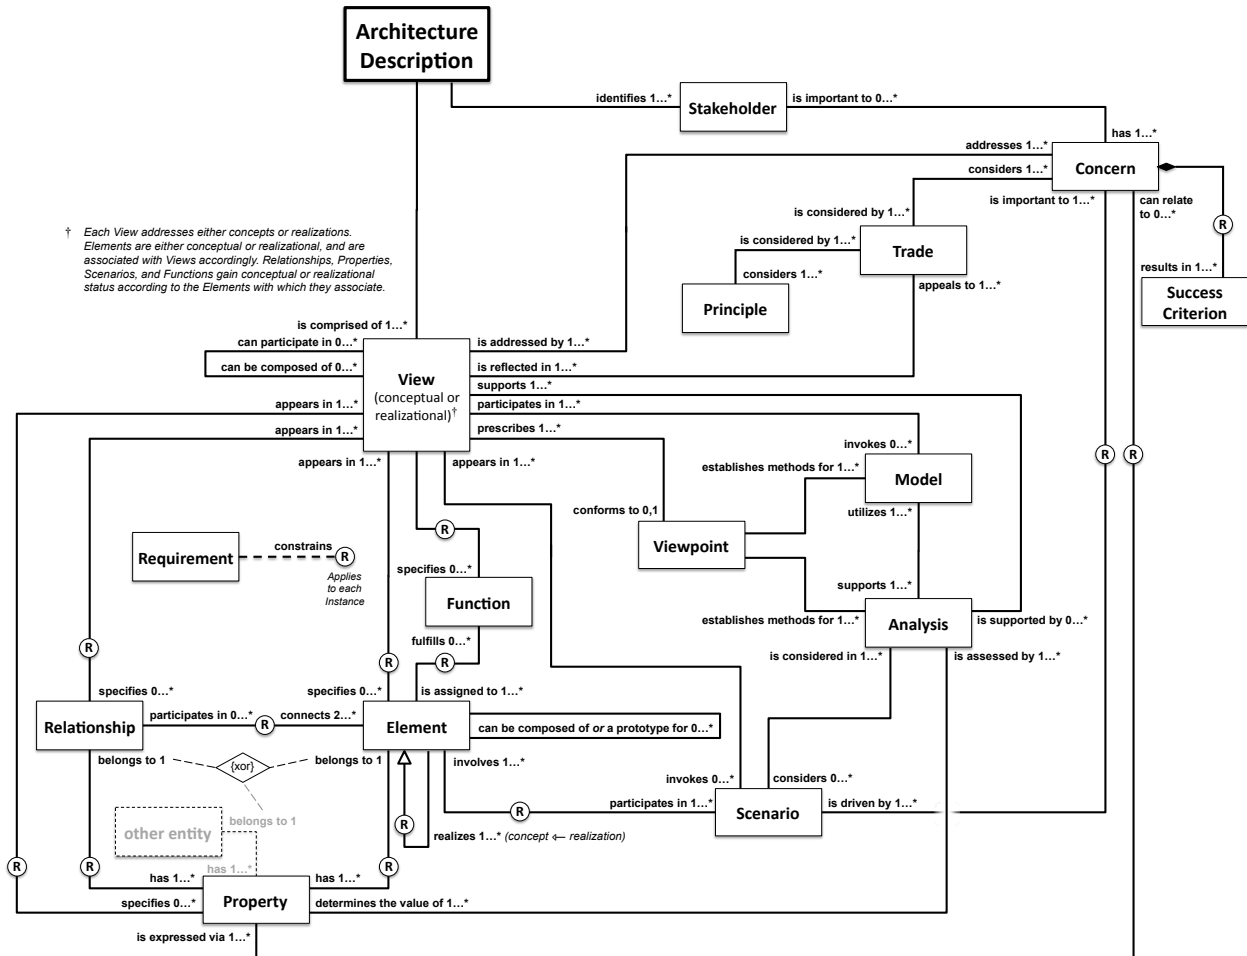 Architecture
Description
identifies 1...*
Stakeholder
is important to 0...*
has 1...*
addresses 1...*
considers 1...*
Concern
is important to 1...*
can relate
to 0...*
R
results in 1...*
Success
Criterion
is considered by 1...*
is considered by 1...*
Trade
considers 1...*
appeals to 1...*
Principle
† Each View addresses either concepts or realizations.
Elements are either conceptual or realizational, and are
associated with Views accordingly. Relationships, Properties,
Scenarios, and Functions gain conceptual or realizational
status according to the Elements with which they associate.
is comprised of 1...*
can participate in 0...*
can be composed of 0...*
is addressed by 1...*
is reflected in 1...*
supports 1...*
View
(conceptual or
realizational)†
appears in 1...*
participates in 1...*
appears in 1...*
prescribes 1...*
appears in 1...*
appears in 1...*
invokes 0...*
establishes methods for 1...*
Model
R
R
conforms to 0,1
utilizes 1...*
Viewpoint
R
Requirement
constrains
R
Applies
to each
Instance
specifies 0...*
Function
supports 1...*
establishes methods for 1...*
Analysis
is supported by 0...*
fulfills 0...*
is considered in 1...*
is assessed by 1...*
R
R
R
specifies 0...*
specifies 0...*
is assigned to 1...*
Relationship
participates in 0...*
R
connects 2...*
Element
can be composed of or a prototype for 0...*
belongs to 1
{xor}
belongs to 1
involves 1...*
invokes 0...*
considers 0...*
other entity
belongs to 1
R
R
participates in 1...*
Scenario
is driven by 1...*
realizes 1...* (concept ⟵ realization)
R
R
R
has 1...*
has 1...*
has 1...*
specifies 0...*
Property
determines the value of 1...*
is expressed via 1...*